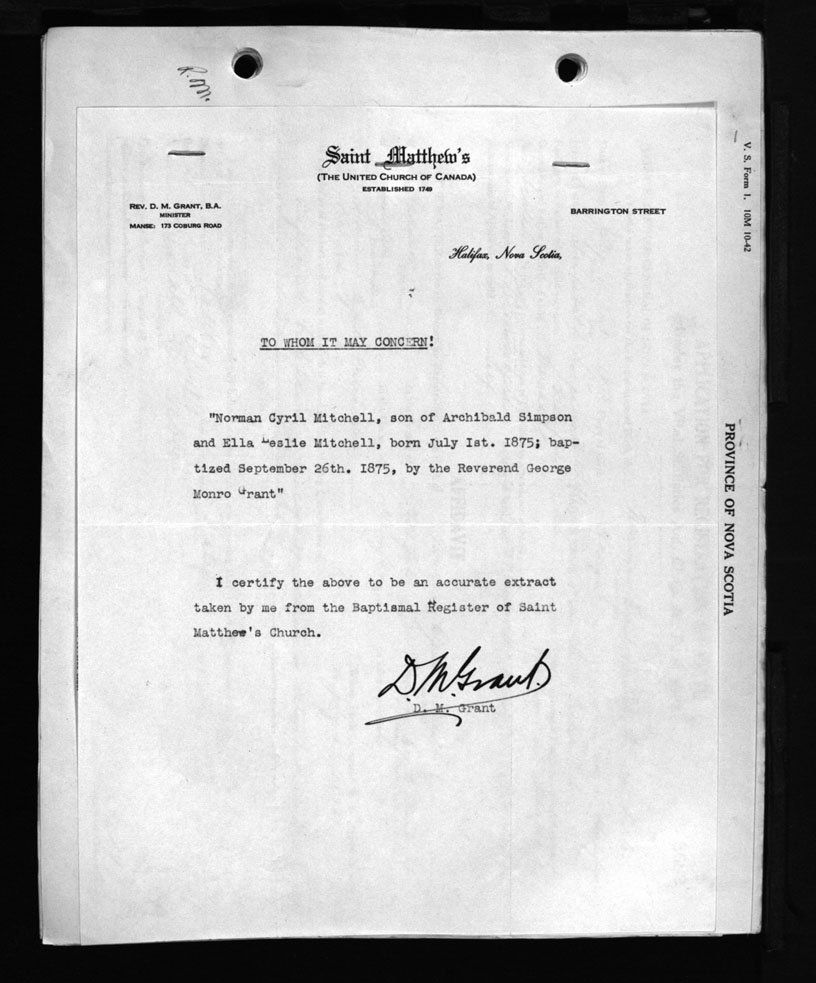 R. M.
Saint Matthew's
(THE UNITED CHURCH OF CANADA)
ESTABLISHED 1749
REV. D. M. GRANT, B.A.
MINISTER
MANSE: 173 COBURG ROAD
BARRINGTON STREET
Halifax, Nova Scotia,
TO WHOM IT MAY CONCERN!
"Norman Cyril Mitchell, son of Archibald Simpson
and Ella Leslie Mitchell, born July Ist. I875; bap-
tized September 26th. I875, by the Reverend George
Monro Grant"
I certify the above to be an accurate extract
taken by me from the Baptismal Register of Saint
Matthew's Church.
D. M. Grant.
D. M. Grant
V. S. Form 1. 10M 10-42
PROVINCE OF NOVA SCOTIA